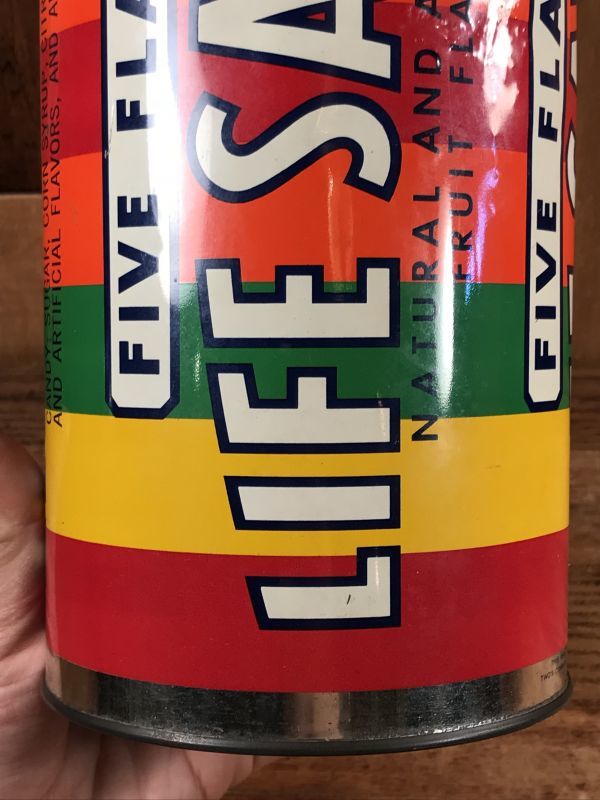 CANDY: SUGAR, CORN SYRUP,
AND ARTIFICIAL FLAVORS, AND
FIVE FLA
LIFE SA
NATURAL AND A
FRUIT FLA
FIVE FLA